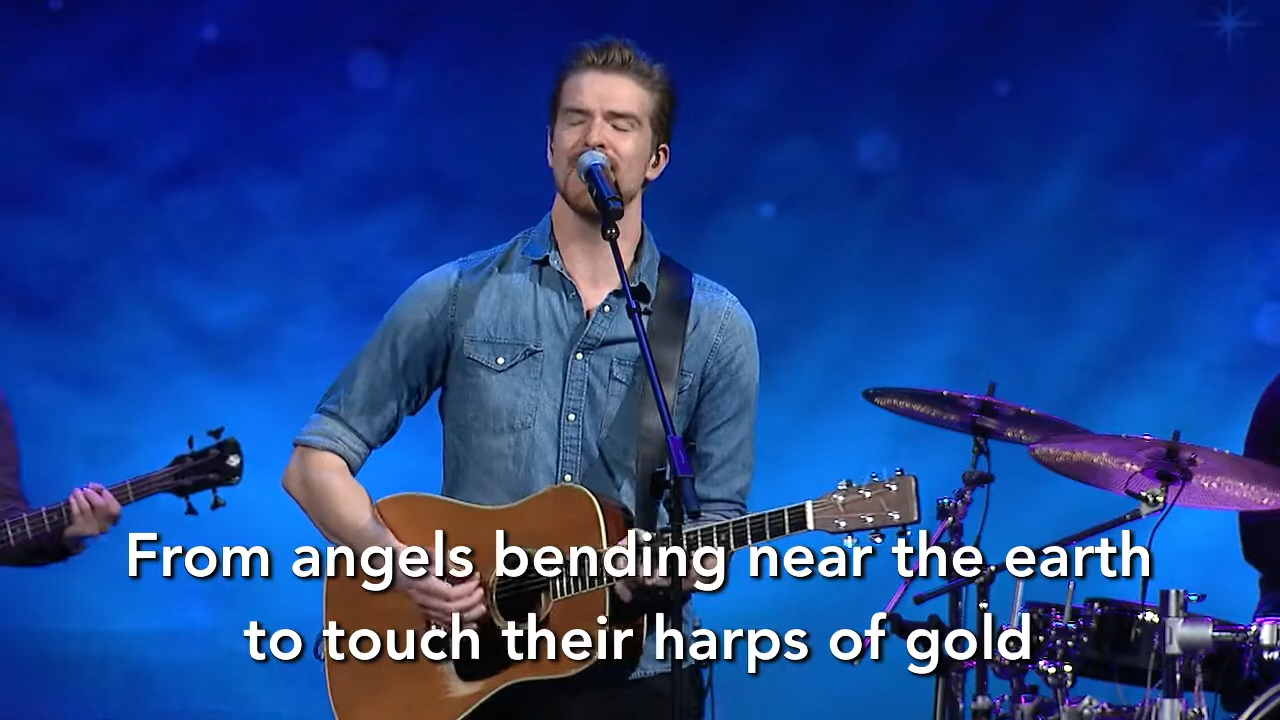 From angels bending near the earth
to touch their harps of gold